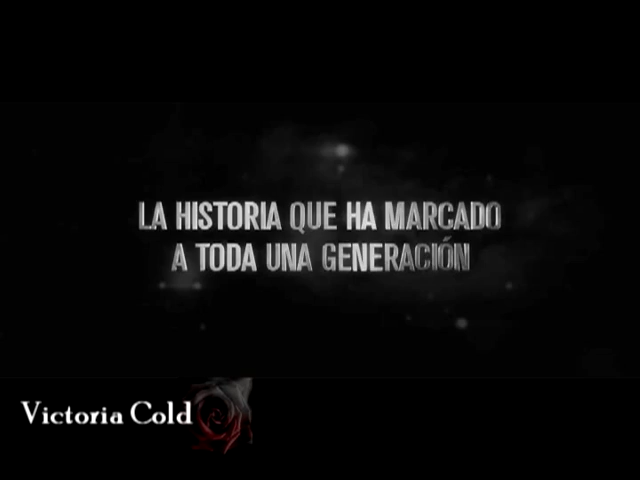 LA HISTORIA QUE HA MARCADO
A TODA UNA GENERACIÓN
Victoria Cold